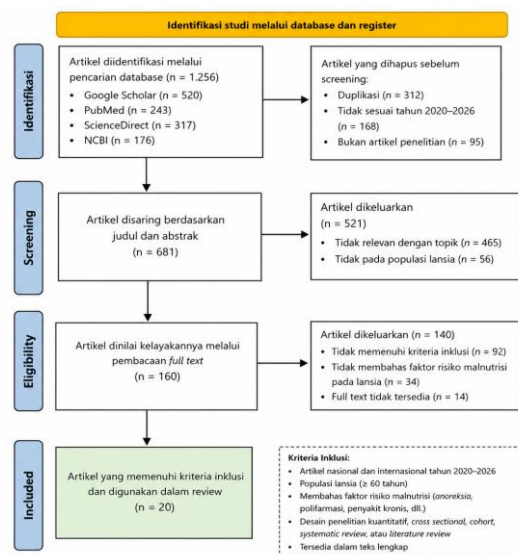 Identifikasi studi melalui database dan register
Identifikasi
Artikel diidentifikasi melalui
pencarian database (n = 1.256)
• Google Scholar (n = 520)
• PubMed (n = 243)
• ScienceDirect (n = 317)
• NCBI (n = 176)
Artikel yang dihapus sebelum
screening:
• Duplikasi (n = 312)
• Tidak sesuai tahun 2020–2026
(n = 168)
• Bukan artikel penelitian (n = 95)
Screening
Artikel disaring berdasarkan
judul dan abstrak
(n = 681)
Artikel dikeluarkan
(n = 521)
• Tidak relevan dengan topik (n = 465)
• Tidak pada populasi lansia (n = 56)
Eligibility
Artikel dinilai kelayakannya melalui
pembacaan full text
(n = 160)
Artikel dikeluarkan (n = 140)
• Tidak memenuhi kriteria inklusi (n = 92)
• Tidak membahas faktor risiko malnutrisi
pada lansia (n = 34)
• Full text tidak tersedia (n = 14)
Included
Artikel yang memenuhi kriteria inklusi
dan digunakan dalam review
(n = 20)
Kriteria Inklusi:
• Artikel nasional dan internasional tahun 2020–2026
• Populasi lansia (≥ 60 tahun)
• Membahas faktor risiko malnutrisi (anoreksia,
polifarmasi, penyakit kronis, dll.)
• Desain penelitian kuantitatif, cross sectional, cohort,
systematic review, atau literature review
• Tersedia dalam teks lengkap